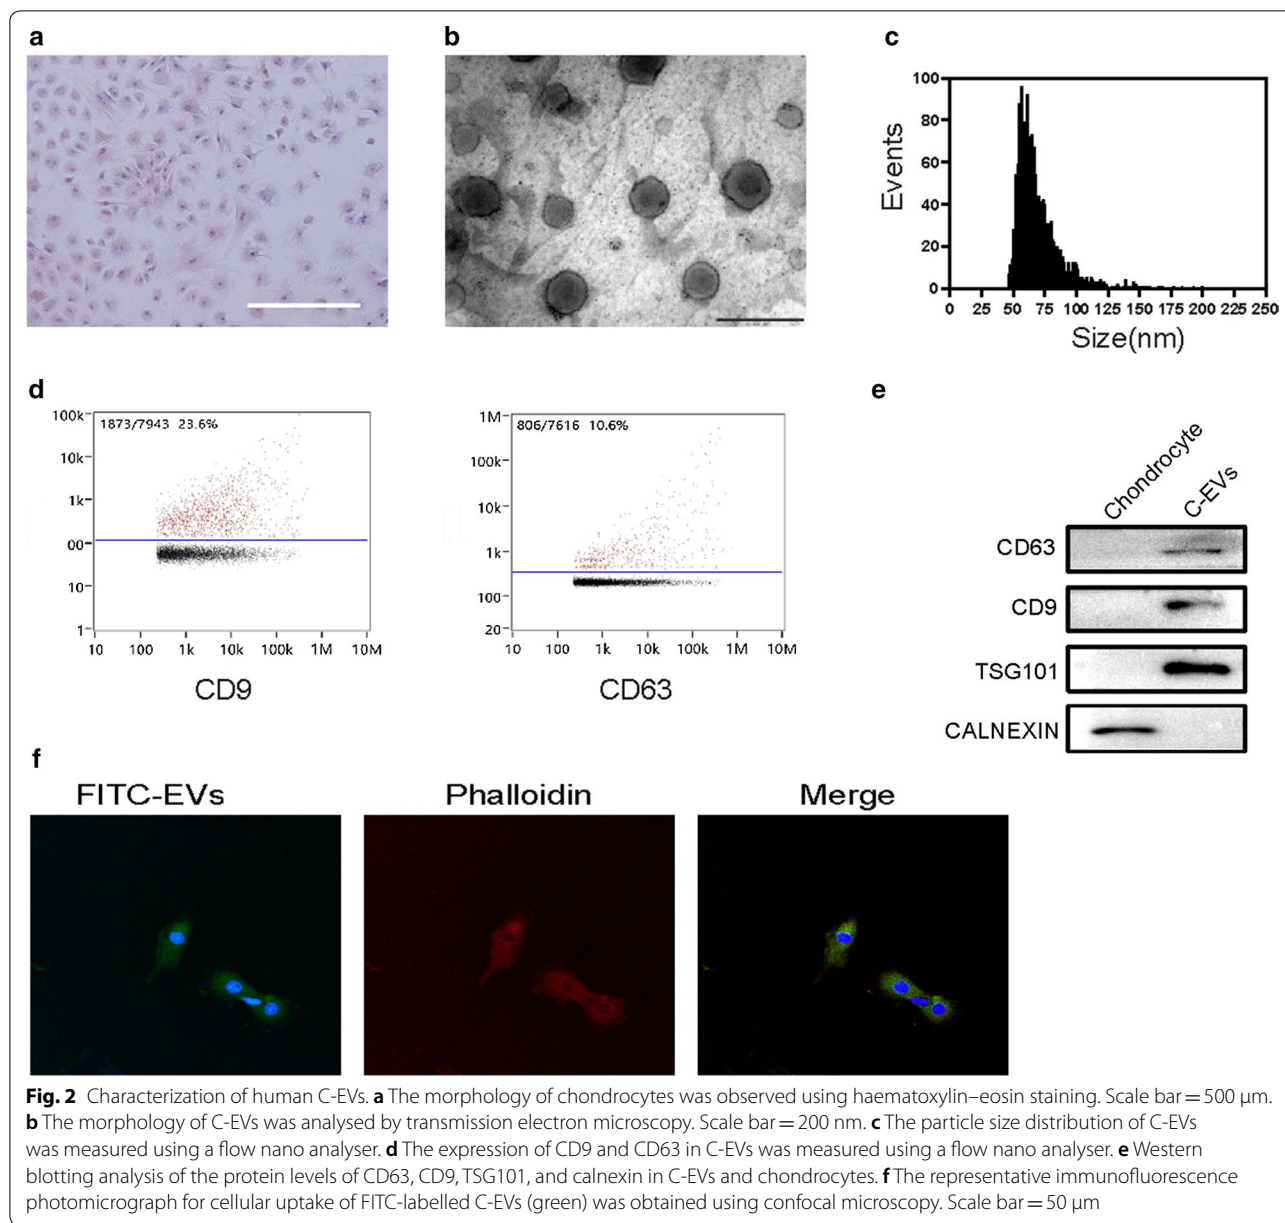 a
b
c
100
80
60
40
20
0
Events
0 25 50 75 100 125 150 175 200 225 250
Size(nm)
d
100k
10k
1k
00
10
1
1873/7943 23.6%
10 100 1k 10k 100k 1M 10M
CD9
1M
100k
10k
1k
100
20
806/7616 10.6%
10 100 1k 10k 100k 1M 10M
CD63
e
Chondrocyte
C-EVs
CD63
CD9
TSG101
CALNEXIN
f
FITC-EVs
Phalloidin
Merge
Fig. 2 Characterization of human C-EVs. a The morphology of chondrocytes was observed using haematoxylin–eosin staining. Scale bar = 500 μm.
b The morphology of C-EVs was analysed by transmission electron microscopy. Scale bar = 200 nm. c The particle size distribution of C-EVs
was measured using a flow nano analyser. d The expression of CD9 and CD63 in C-EVs was measured using a flow nano analyser. e Western
blotting analysis of the protein levels of CD63, CD9, TSG101, and calnexin in C-EVs and chondrocytes. f The representative immunofluorescence
photomicrograph for cellular uptake of FITC-labelled C-EVs (green) was obtained using confocal microscopy. Scale bar = 50 μm